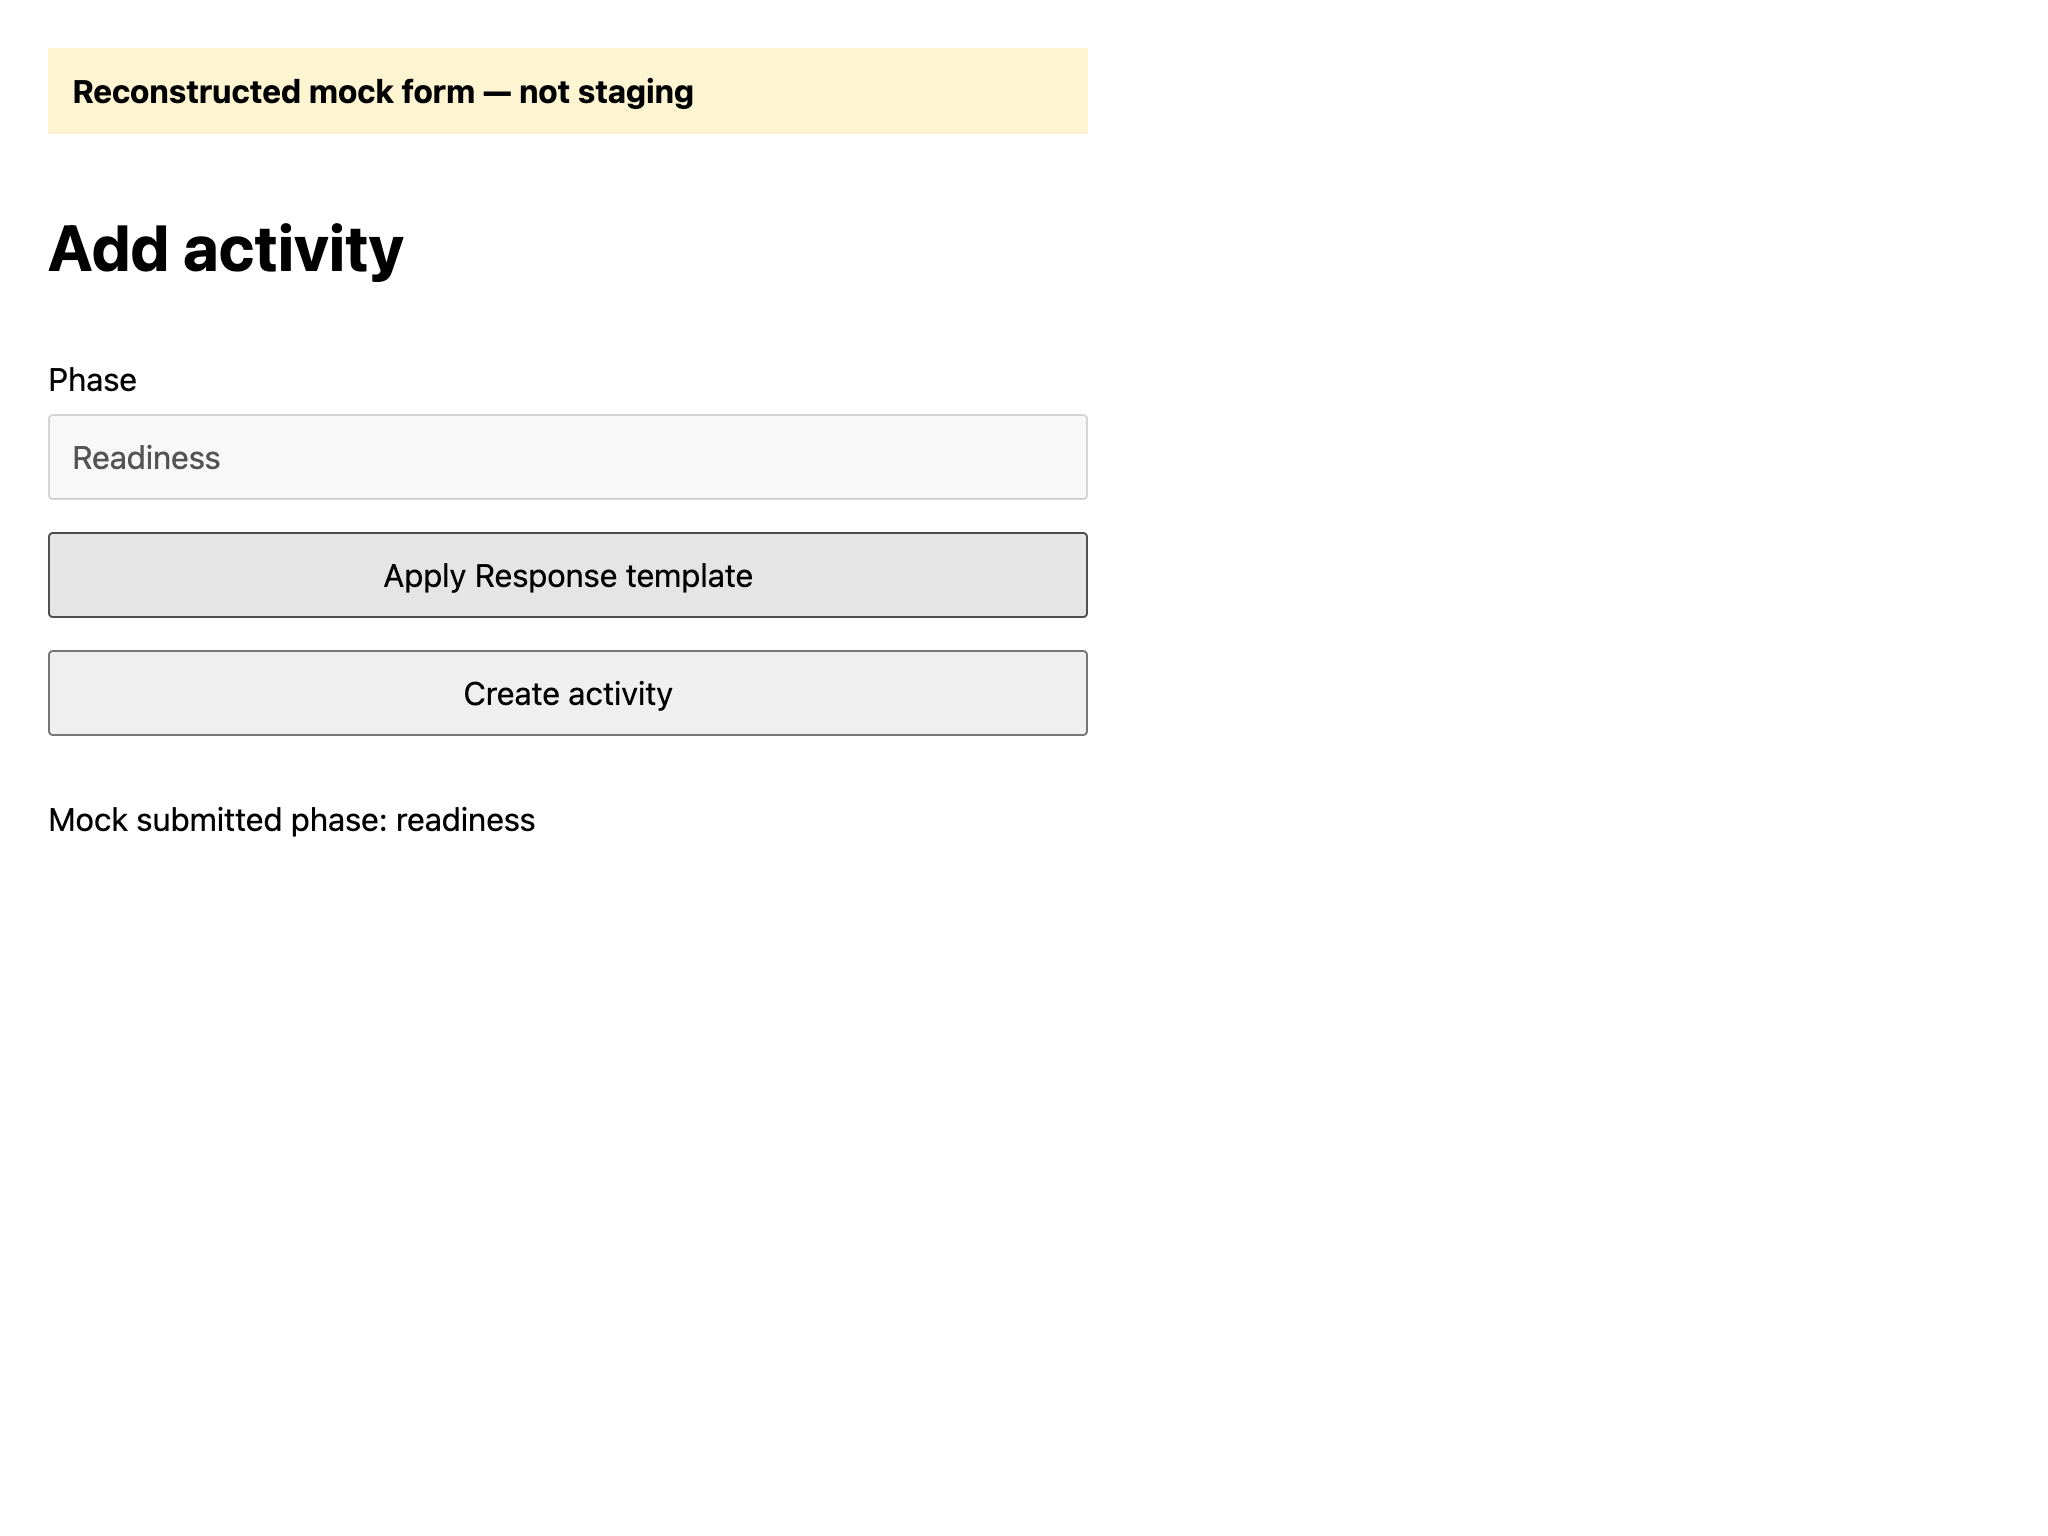 Reconstructed mock form — not staging
Add activity
Phase
Readiness
Apply Response template
Create activity
Mock submitted phase: readiness